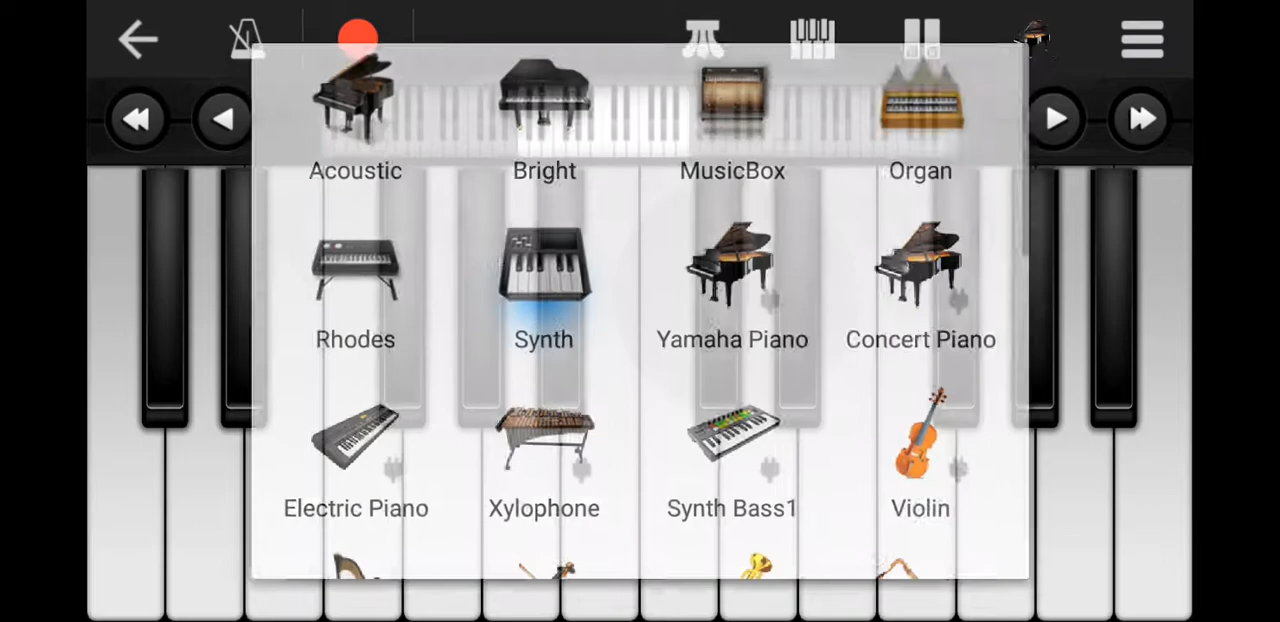 Acoustic Bright MusicBox Organ
Rhodes Synth Yamaha Piano Concert Piano
Electric Piano Xylophone Synth Bass1 Violin